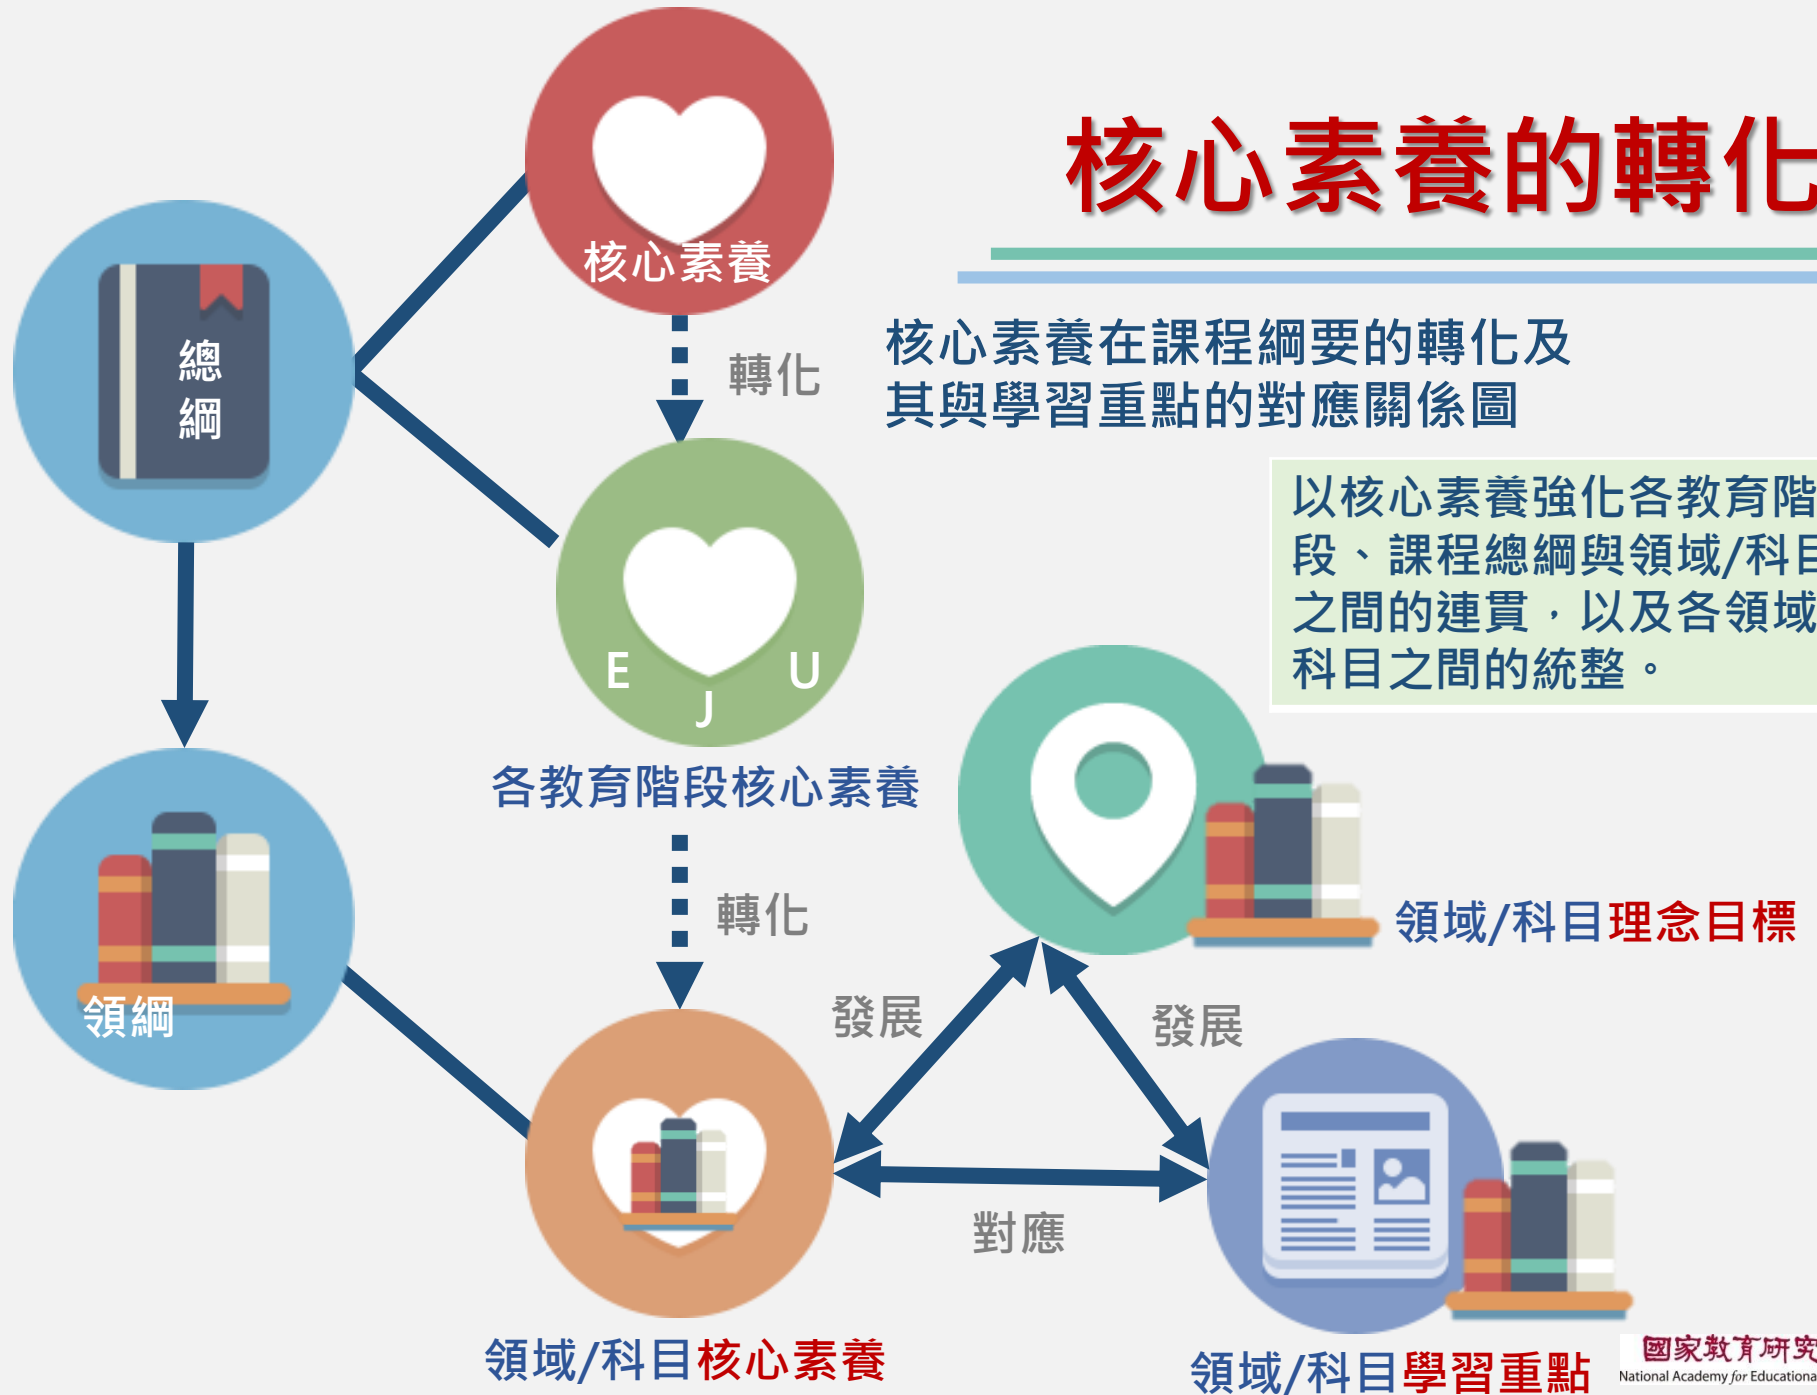 核心素養的轉化
核心素養在課程綱要的轉化及
其與學習重點的對應關係圖
以核心素養強化各教育階
段、課程總綱與領域/科目
之間的連貫，以及各領域
科目之間的統整。
核心素養
總
綱
轉化
E
J
U
各教育階段核心素養
轉化
領綱
發展
發展
對應
領域/科目理念目標
領域/科目核心素養
領域/科目學習重點
國家教育研究
National Academy for Educational